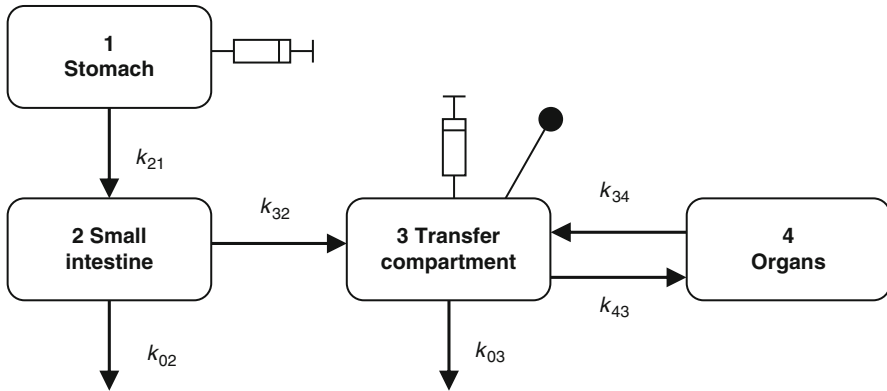 1
Stomach
k21
2 Small
intestine
k32
3 Transfer
compartment
k34
4
Organs
k43
k02
k03